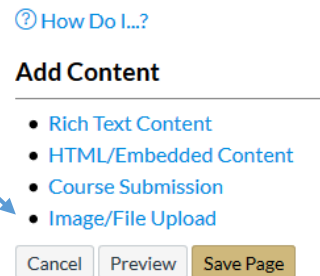 ? How Do I...?
Add Content
• Rich Text Content
• HTML/Embedded Content
• Course Submission
• Image/File Upload
Cancel Preview Save Page